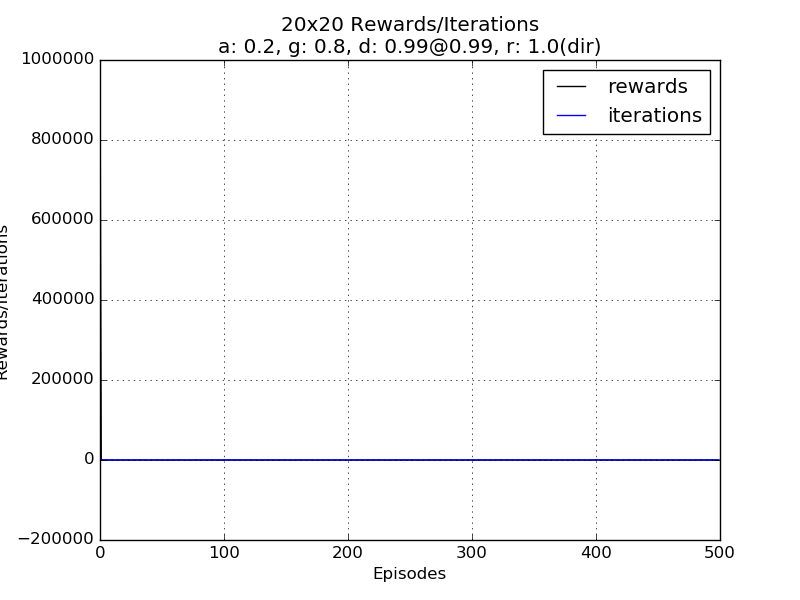 20x20 Rewards/Iterations
a: 0.2, g: 0.8, d: 0.99@0.99, r: 1.0(dir)
1000000
800000
600000
400000
200000
0
−200000
Rewards/Iterations
rewards
iterations
0 100 200 300 400 500
Episodes